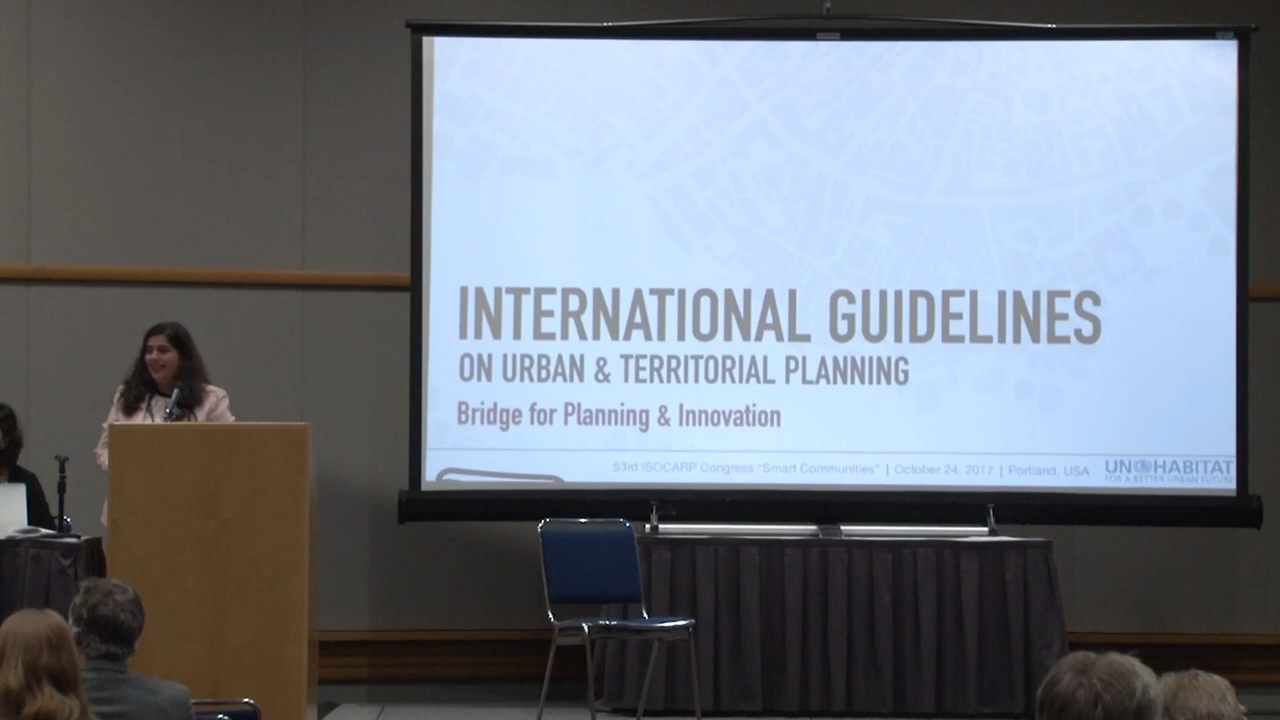 INTERNATIONAL GUIDELINES
ON URBAN & TERRITORIAL PLANNING
Bridge for Planning & Innovation
53rd ISOCARP Congress "Smart Communities" | October 24, 2017 | Portland, USA
UN HABITAT
FOR A BETTER URBAN FUTURE